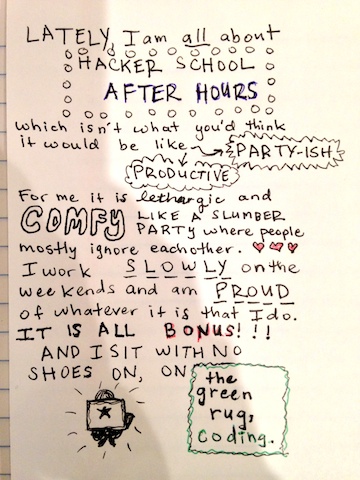 LATELY I am all about
HACKER SCHOOL
AFTER HOURS
which isn't what you'd think
it would be like → PARTY-ISH
PRODUCTIVE
For me it is lethargic and
COMFY LIKE A SLUMBER
PARTY where people
mostly ignore eachother.
I work SLOWLY on the
weekends and am PROUD
of whatever it is that I do.
IT IS ALL BONUS!!!
AND I SIT WITH NO
SHOES ON, ON
the
green
rug,
coding.